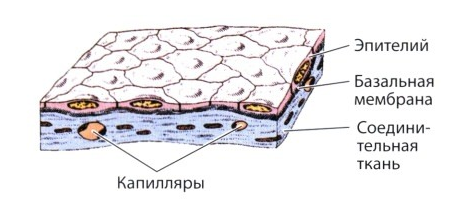 Эпителий
Базальная
мембрана
Соедини-
тельная
ткань
Капилляры